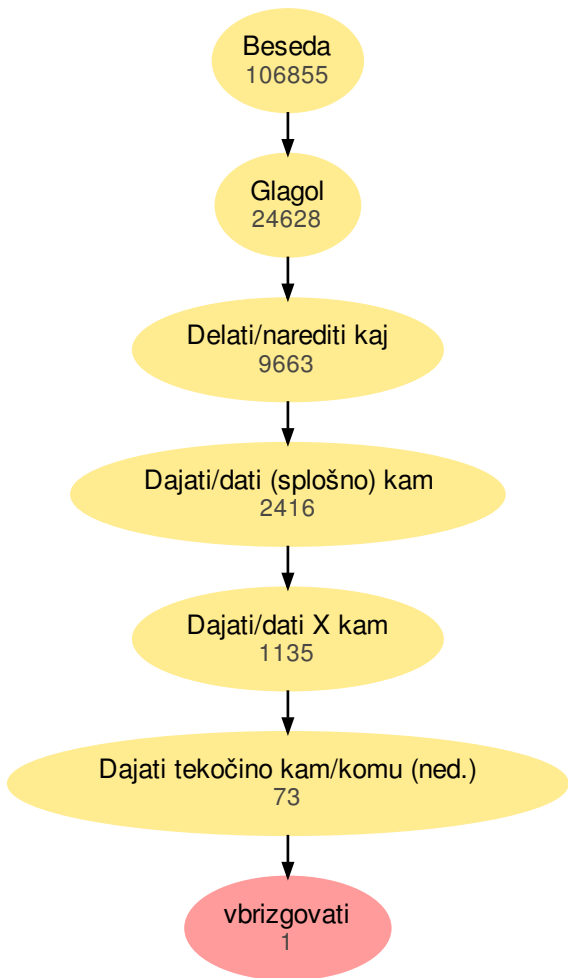 Beseda
106855
Glagol
24628
Delati/narediti kaj
9663
Dajati/dati (splošno) kam
2416
Dajati/dati X kam
1135
Dajati tekočino kam/komu (ned.)
73
vbrizgovati
1